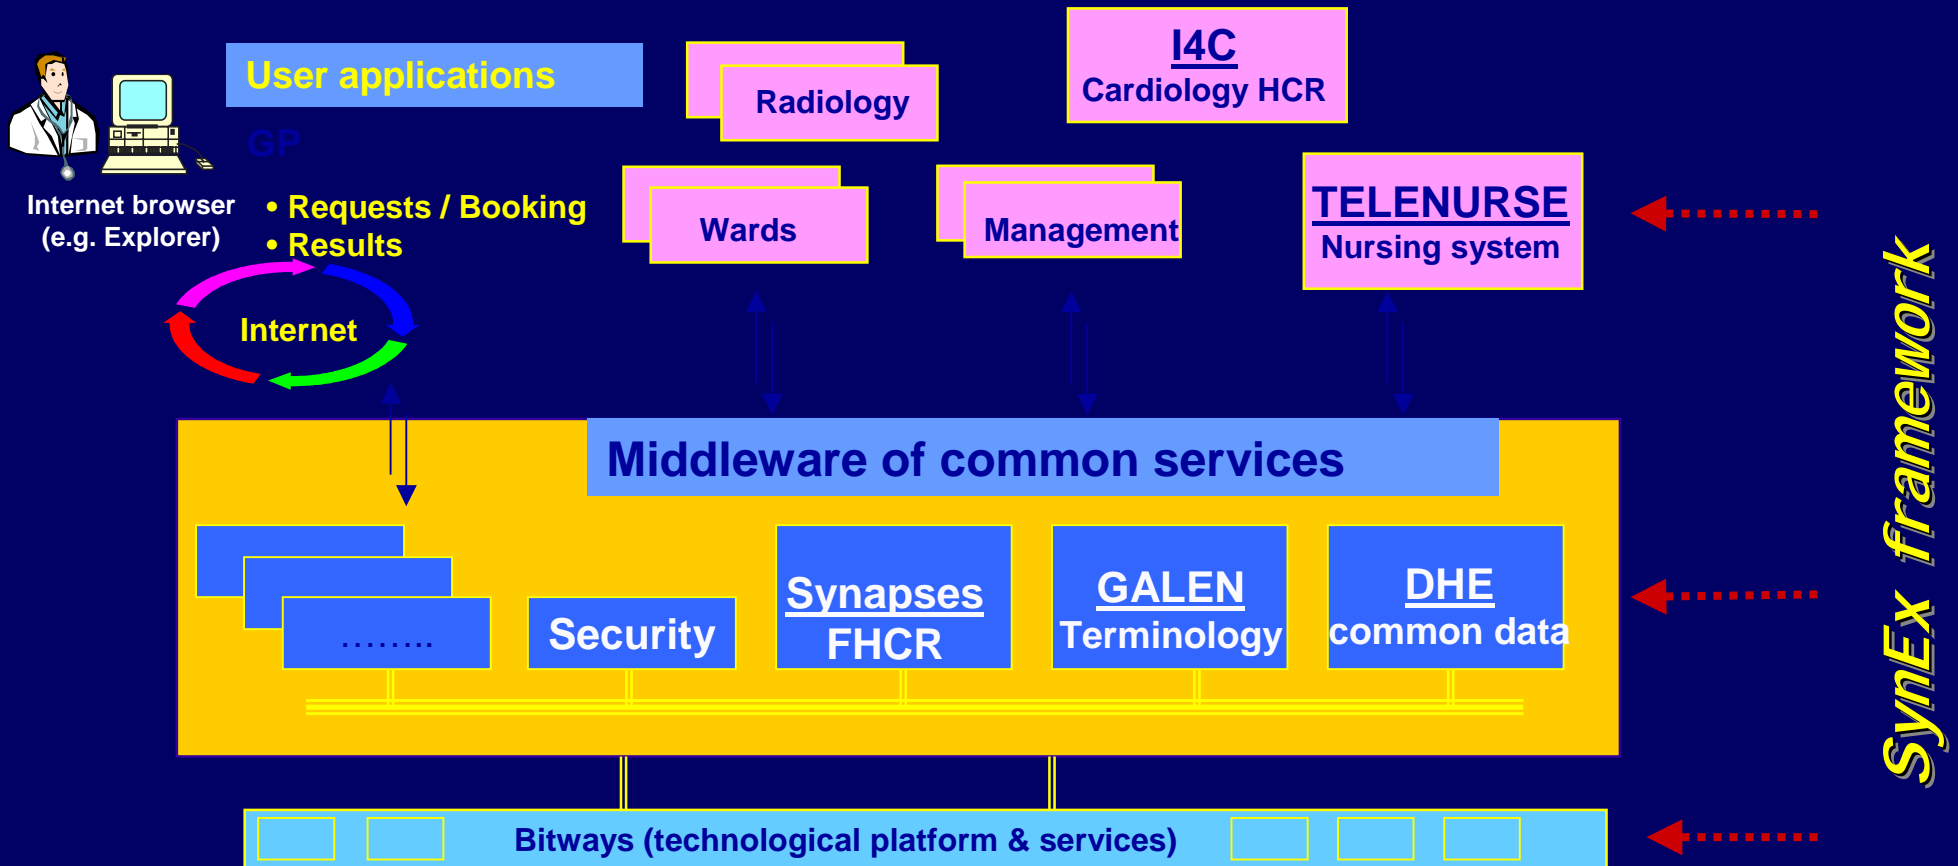 User applications
GP
Internet browser
(e.g. Explorer)
• Requests / Booking
• Results
Internet
Radiology
I4C
Cardiology HCR
Wards
Management
TELENURSE
Nursing system
Middleware of common services
........
Security
Synapses
FHCR
GALEN
Terminology
DHE
common data
Bitways (technological platform & services)
SynEx framework